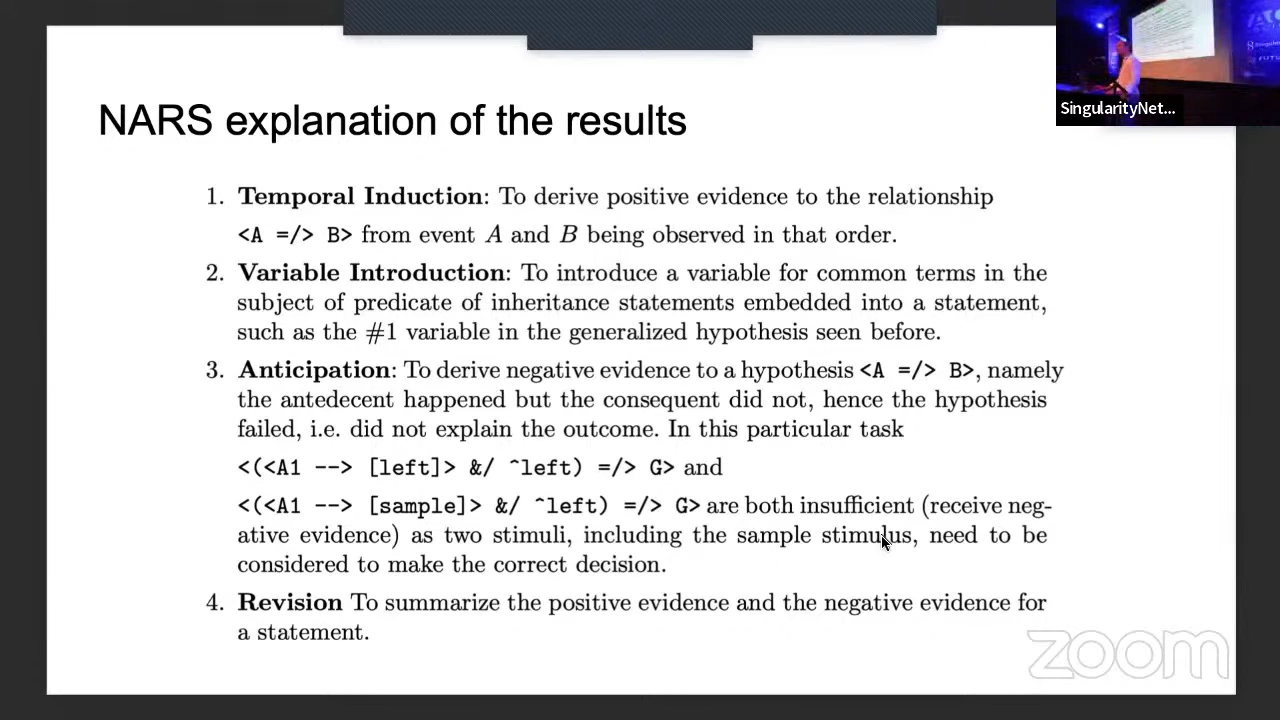 SingularityNet...
NARS explanation of the results
1. Temporal Induction: To derive positive evidence to the relationship
<A =/> B> from event A and B being observed in that order.
2. Variable Introduction: To introduce a variable for common terms in the
subject of predicate of inheritance statements embedded into a statement,
such as the #1 variable in the generalized hypothesis seen before.
3. Anticipation: To derive negative evidence to a hypothesis <A =/> B>, namely
the antedecent happened but the consequent did not, hence the hypothesis
failed, i.e. did not explain the outcome. In this particular task
<(<A1 --> [left]> &/ ^left) =/> G> and
<(<A1 --> [sample]> &/ ^left) =/> G> are both insufficient (receive neg-
ative evidence) as two stimuli, including the sample stimulus, need to be
considered to make the correct decision.
4. Revision To summarize the positive evidence and the negative evidence for
a statement.
zoom